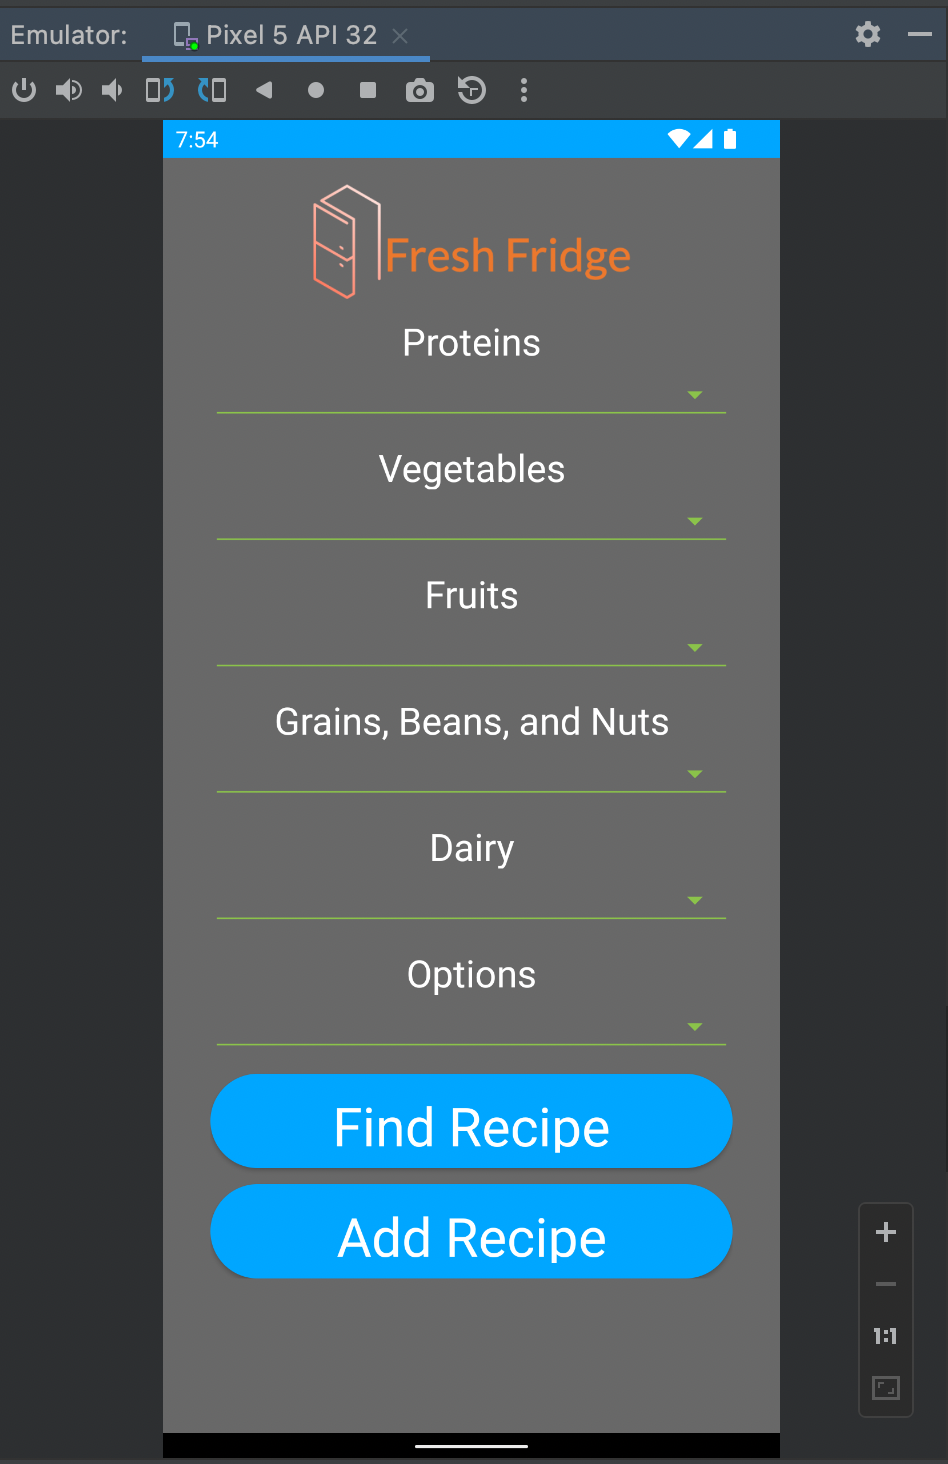 Emulator: Pixel 5 API 32
7:54
Fresh Fridge
Proteins
Vegetables
Fruits
Grains, Beans, and Nuts
Dairy
Options
Find Recipe
Add Recipe
1:1